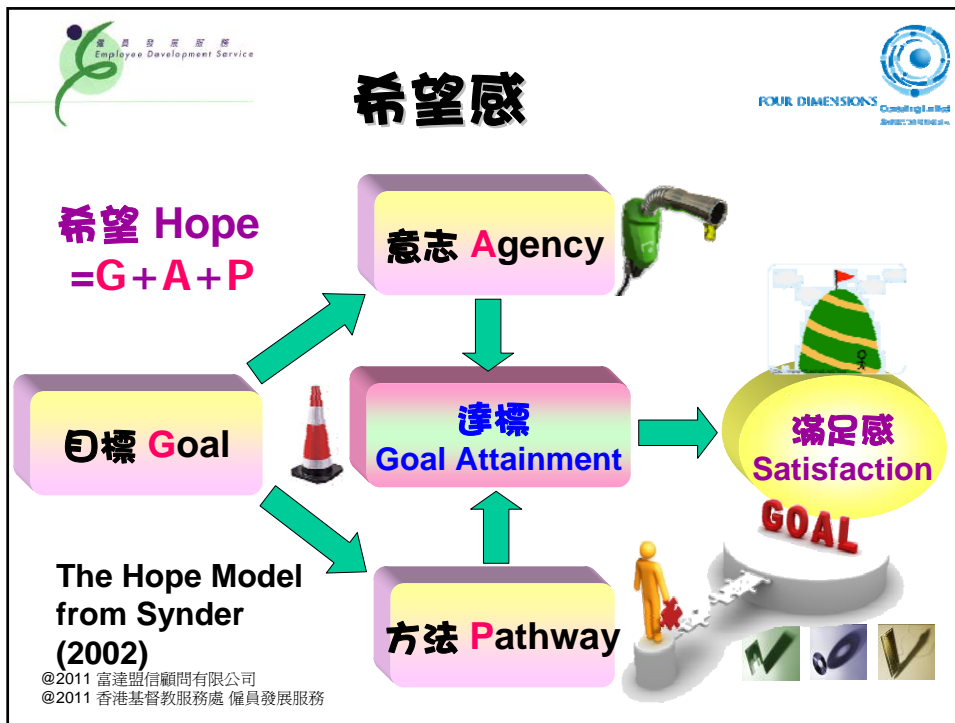 僱員發展服務
Employee Development Service
希望感
FOUR DIMENSIONS
Consulting Limited
希望 Hope
=G+A+P
意志 Agency
目標 Goal
達標
Goal Attainment
滿足感
Satisfaction
GOAL
方法 Pathway
The Hope Model
from Synder
(2002)
@2011 富達盟信顧問有限公司
@2011 香港基督教服務處 僱員發展服務